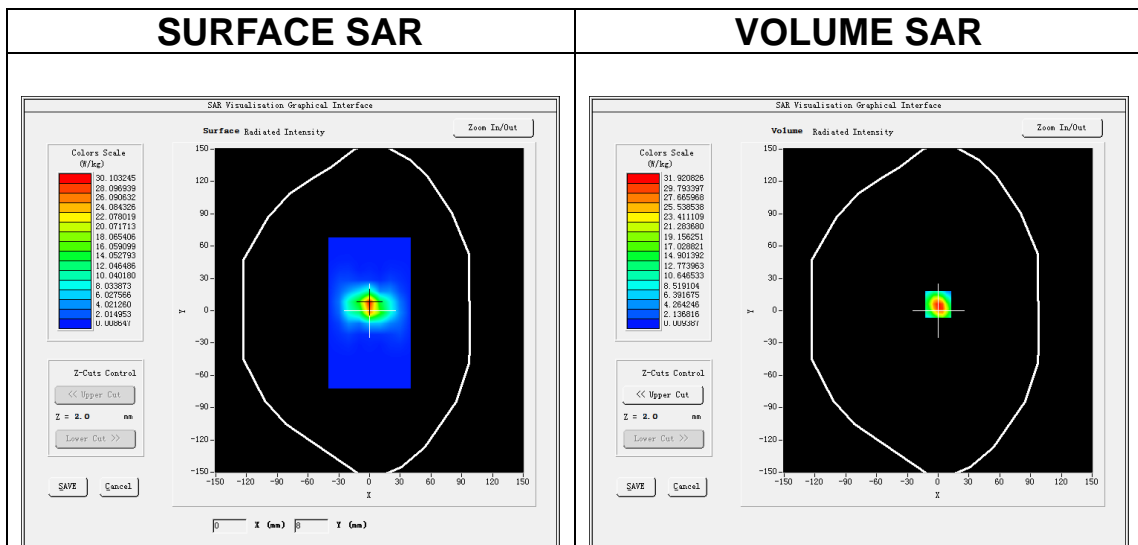 SURFACE SAR
VOLUME SAR
SAR Visualisation Graphical Interface
Surface Radiated Intensity
Zoom In/Out
Colors Scale
(W/kg)
30.103245
28.096939
26.090632
24.084326
22.078019
20.071713
18.065406
16.059099
14.052793
12.046486
10.040180
8.033873
6.027566
4.021260
2.014953
0.008647
Z-Cuts Control
<< Upper Cut
Z = 2.0 mm
Lower Cut >>
SAVE
Cancel
150
120
90
60
30
0
-30
-60
-90
-120
-150
Y
-150 -120 -90 -60 -30 0 30 60 90 120 150
X
0 X (mm) 8 Y (mm)
SAR Visualisation Graphical Interface
Volume Radiated Intensity
Zoom In/Out
Colors Scale
(W/kg)
31.920826
29.793397
27.665968
25.538538
23.411109
21.283680
19.156251
17.028821
14.901392
12.773963
10.646533
8.519104
6.391675
4.264246
2.136816
0.009387
Z-Cuts Control
<< Upper Cut
Z = 2.0 mm
Lower Cut >>
SAVE
Cancel
150
120
90
60
30
0
-30
-60
-90
-120
-150
Y
-150 -120 -90 -60 -30 0 30 60 90 120 150
X